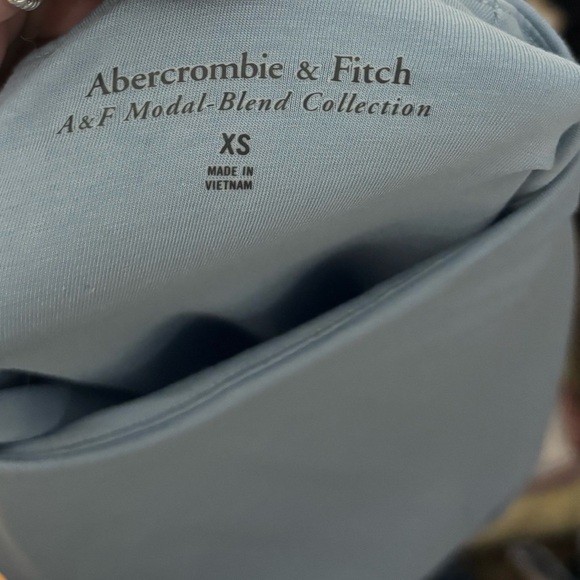 Abercrombie & Fitch
A&F Modal-Blend Collection
XS
MADE IN
VIETNAM